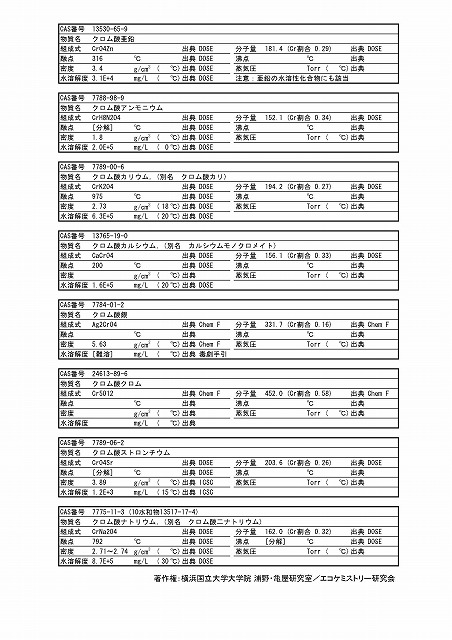 CAS番号 13530-65-9
物質名 クロム酸亜鉛
組成式 CrO4Zn 出典 DOSE 分子量 181.4 (Cr割合 0.29) 出典 DOSE
融点 316 ℃ 出典 DOSE 沸点 ℃ 出典
密度 3.4 g/cm³ ( ℃) 出典 DOSE 蒸気圧 Torr ( ℃) 出典
水溶解度 3.1E+4 mg/L ( ℃) 出典 DOSE 注意：亜鉛の水溶性化合物にも該当
CAS番号 7788-98-9
物質名 クロム酸アンモニウム
組成式 CrH8N2O4 出典 DOSE 分子量 152.1 (Cr割合 0.34) 出典 DOSE
融点 [分解] ℃ 出典 DOSE 沸点 ℃ 出典
密度 1.8 g/cm³ ( ℃) 出典 DOSE 蒸気圧 Torr ( ℃) 出典
水溶解度 2.0E+5 mg/L ( 0℃) 出典 DOSE
CAS番号 7789-00-6
物質名 クロム酸カリウム, (別名 クロム酸カリ)
組成式 CrK2O4 出典 DOSE 分子量 194.2 (Cr割合 0.27) 出典 DOSE
融点 975 ℃ 出典 DOSE 沸点 ℃ 出典
密度 2.73 g/cm³ (18℃) 出典 DOSE 蒸気圧 Torr ( ℃) 出典
水溶解度 6.3E+5 mg/L (20℃) 出典 DOSE
CAS番号 13765-19-0
物質名 クロム酸カルシウム, (別名 カルシウムモノクロメイト)
組成式 CaCrO4 出典 DOSE 分子量 156.1 (Cr割合 0.33) 出典 DOSE
融点 200 ℃ 出典 DOSE 沸点 ℃ 出典
密度 g/cm³ ( ℃) 出典 蒸気圧 Torr ( ℃) 出典
水溶解度 1.6E+5 mg/L (20℃) 出典 DOSE
CAS番号 7784-01-2
物質名 クロム酸銀
組成式 Ag2CrO4 出典 Chem F 分子量 331.7 (Cr割合 0.16) 出典 Chem F
融点 ℃ 出典 沸点 ℃ 出典
密度 5.63 g/cm³ ( ℃) 出典 Chem F 蒸気圧 Torr ( ℃) 出典
水溶解度 [難溶] mg/L ( ℃) 出典 毒劇手引
CAS番号 24613-89-6
物質名 クロム酸クロム
組成式 Cr5O12 出典 Chem F 分子量 452.0 (Cr割合 0.58) 出典 Chem F
融点 ℃ 出典 沸点 ℃ 出典
密度 g/cm³ ( ℃) 出典 蒸気圧 Torr ( ℃) 出典
水溶解度 mg/L ( ℃) 出典
CAS番号 7789-06-2
物質名 クロム酸ストロンチウム
組成式 CrO4Sr 出典 DOSE 分子量 203.6 (Cr割合 0.26) 出典 DOSE
融点 [分解] ℃ 出典 DOSE 沸点 ℃ 出典
密度 3.89 g/cm³ ( ℃) 出典 ICSC 蒸気圧 Torr ( ℃) 出典
水溶解度 1.2E+3 mg/L (15℃) 出典 ICSC
CAS番号 7775-11-3 (10水和物13517-17-4)
物質名 クロム酸ナトリウム, (別名 クロム酸二ナトリウム)
組成式 CrNa2O4 出典 DOSE 分子量 162.0 (Cr割合 0.32) 出典 DOSE
融点 792 ℃ 出典 DOSE 沸点 [分解] ℃ 出典 DOSE
密度 2.71～2.74 g/cm³ ( ℃) 出典 DOSE 蒸気圧 Torr ( ℃) 出典
水溶解度 8.7E+5 mg/L (30℃) 出典 DOSE
著作権：横浜国立大学大学院 浦野・亀屋研究室／エコケミストリー研究会